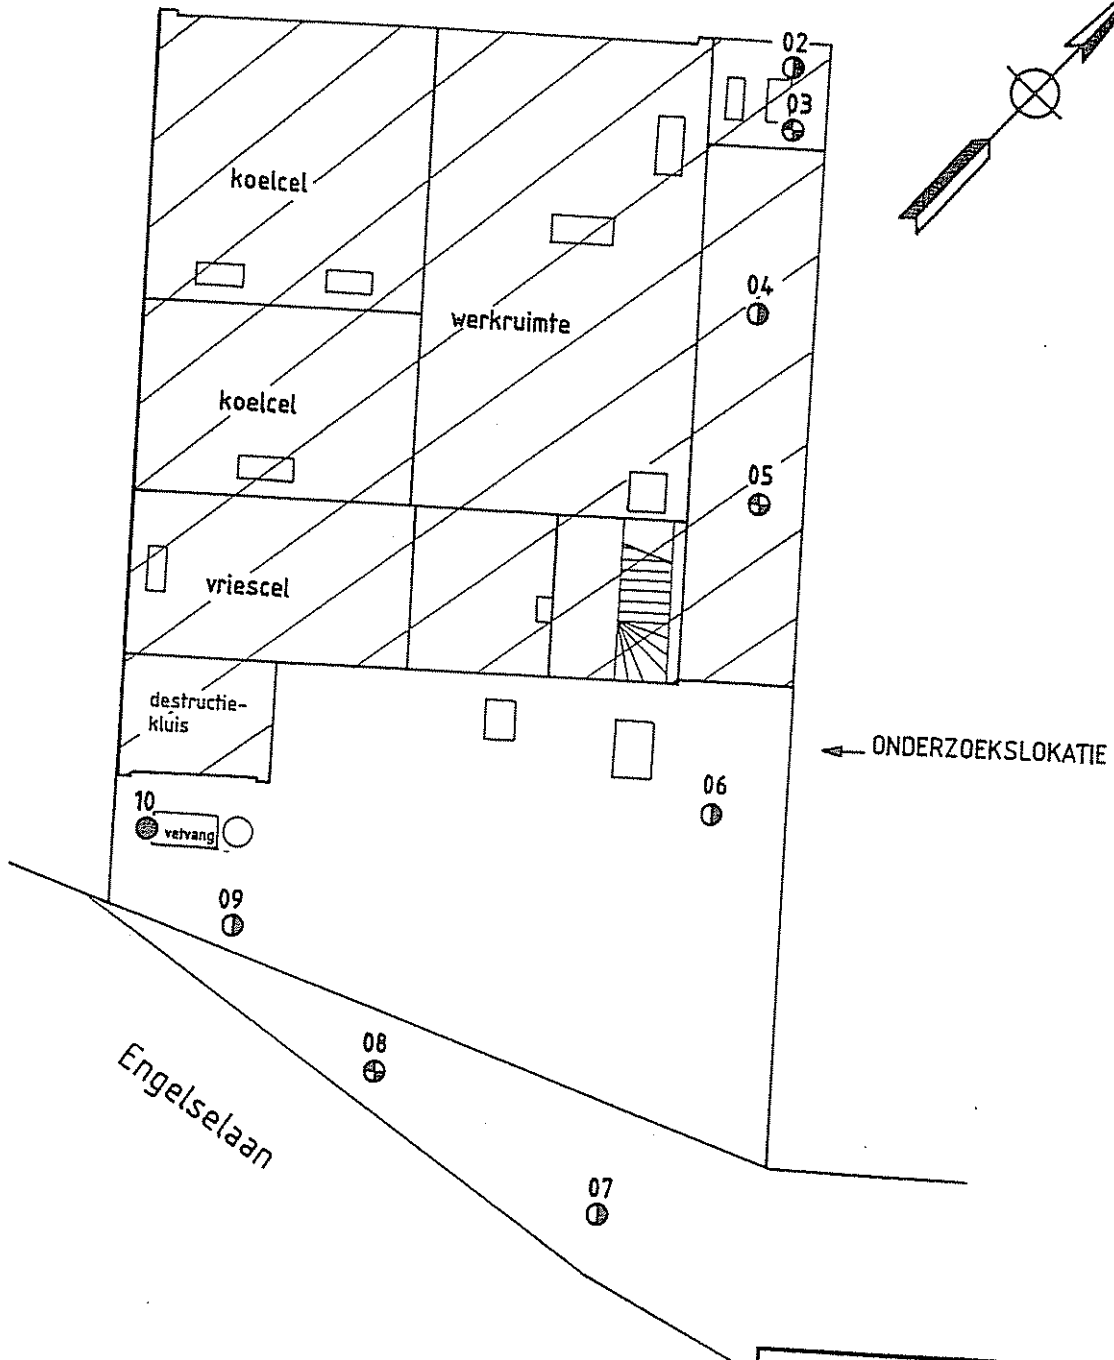 02
03
koelcel
04
werkruimte
koelcel
05
vriescel
destructie-
kluis
ONDERZOEKSLOKATIE
06
10
vetvang
09
08
Engelselaan
07